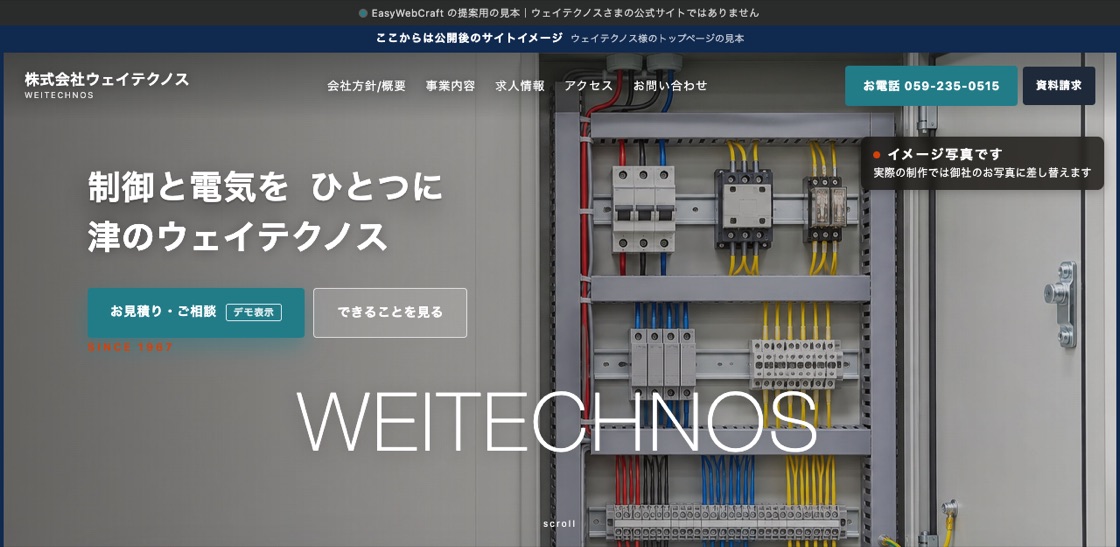 EasyWebCraft の提案用の見本｜ウェイテクノスさまの公式サイトではありません
ここからは公開後のサイトイメージ ウェイテクノス様のトップページの見本
株式会社ウェイテクノス
WEITECHNOS
会社方針/概要 事業内容 求人情報 アクセス お問い合わせ
お電話 059-235-0515 資料請求
イメージ写真です
実際の制作では御社のお写真に差し替えます
制御と電気を ひとつに
津のウェイテクノス
お見積り・ご相談 デモ表示 できることを見る
SINCE 1967
WEITECHNOS
scroll